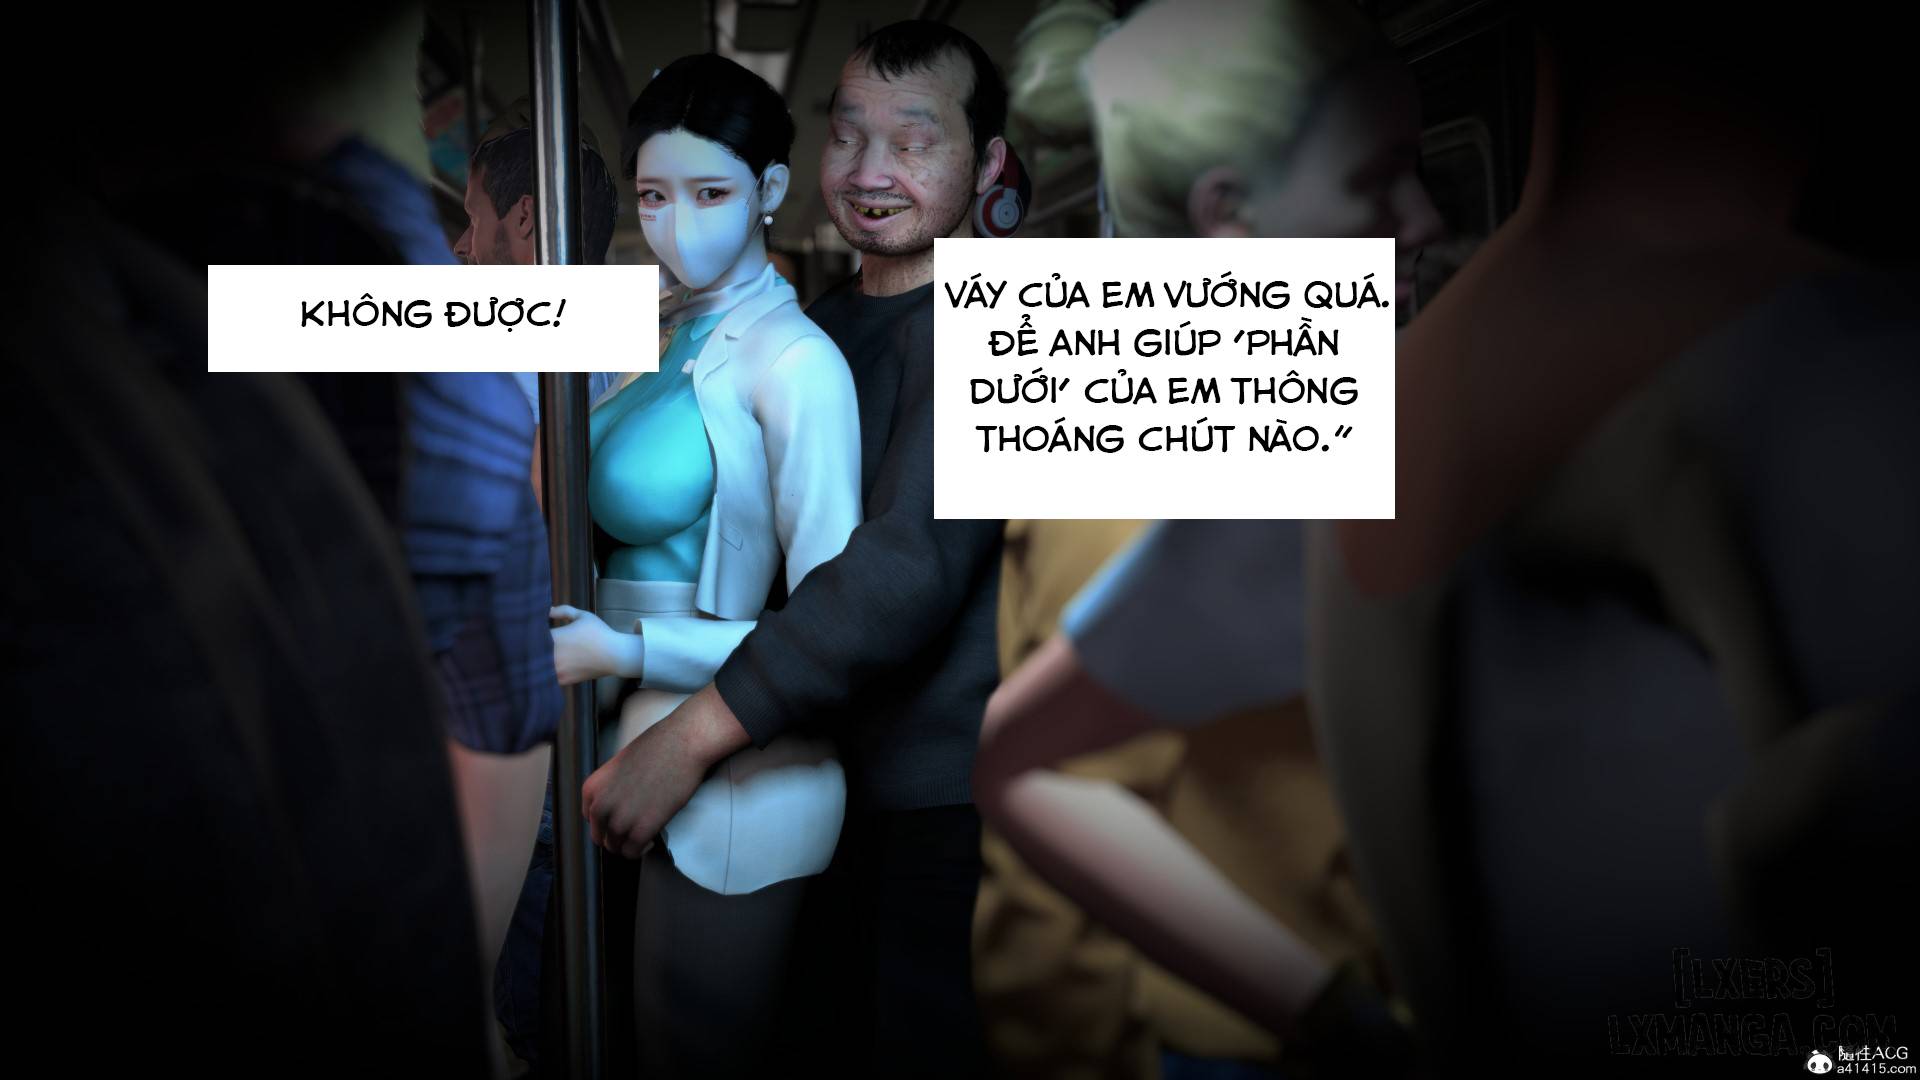 KHÔNG ĐƯỢC!
VÁY CỦA EM VƯỚNG QUÁ.
ĐỂ ANH GIÚP 'PHẦN
DƯỚI' CỦA EM THÔNG
THOÁNG CHÚT NÀO."
[LXERS]
LXMANGA.COM
ACG
a41415.com